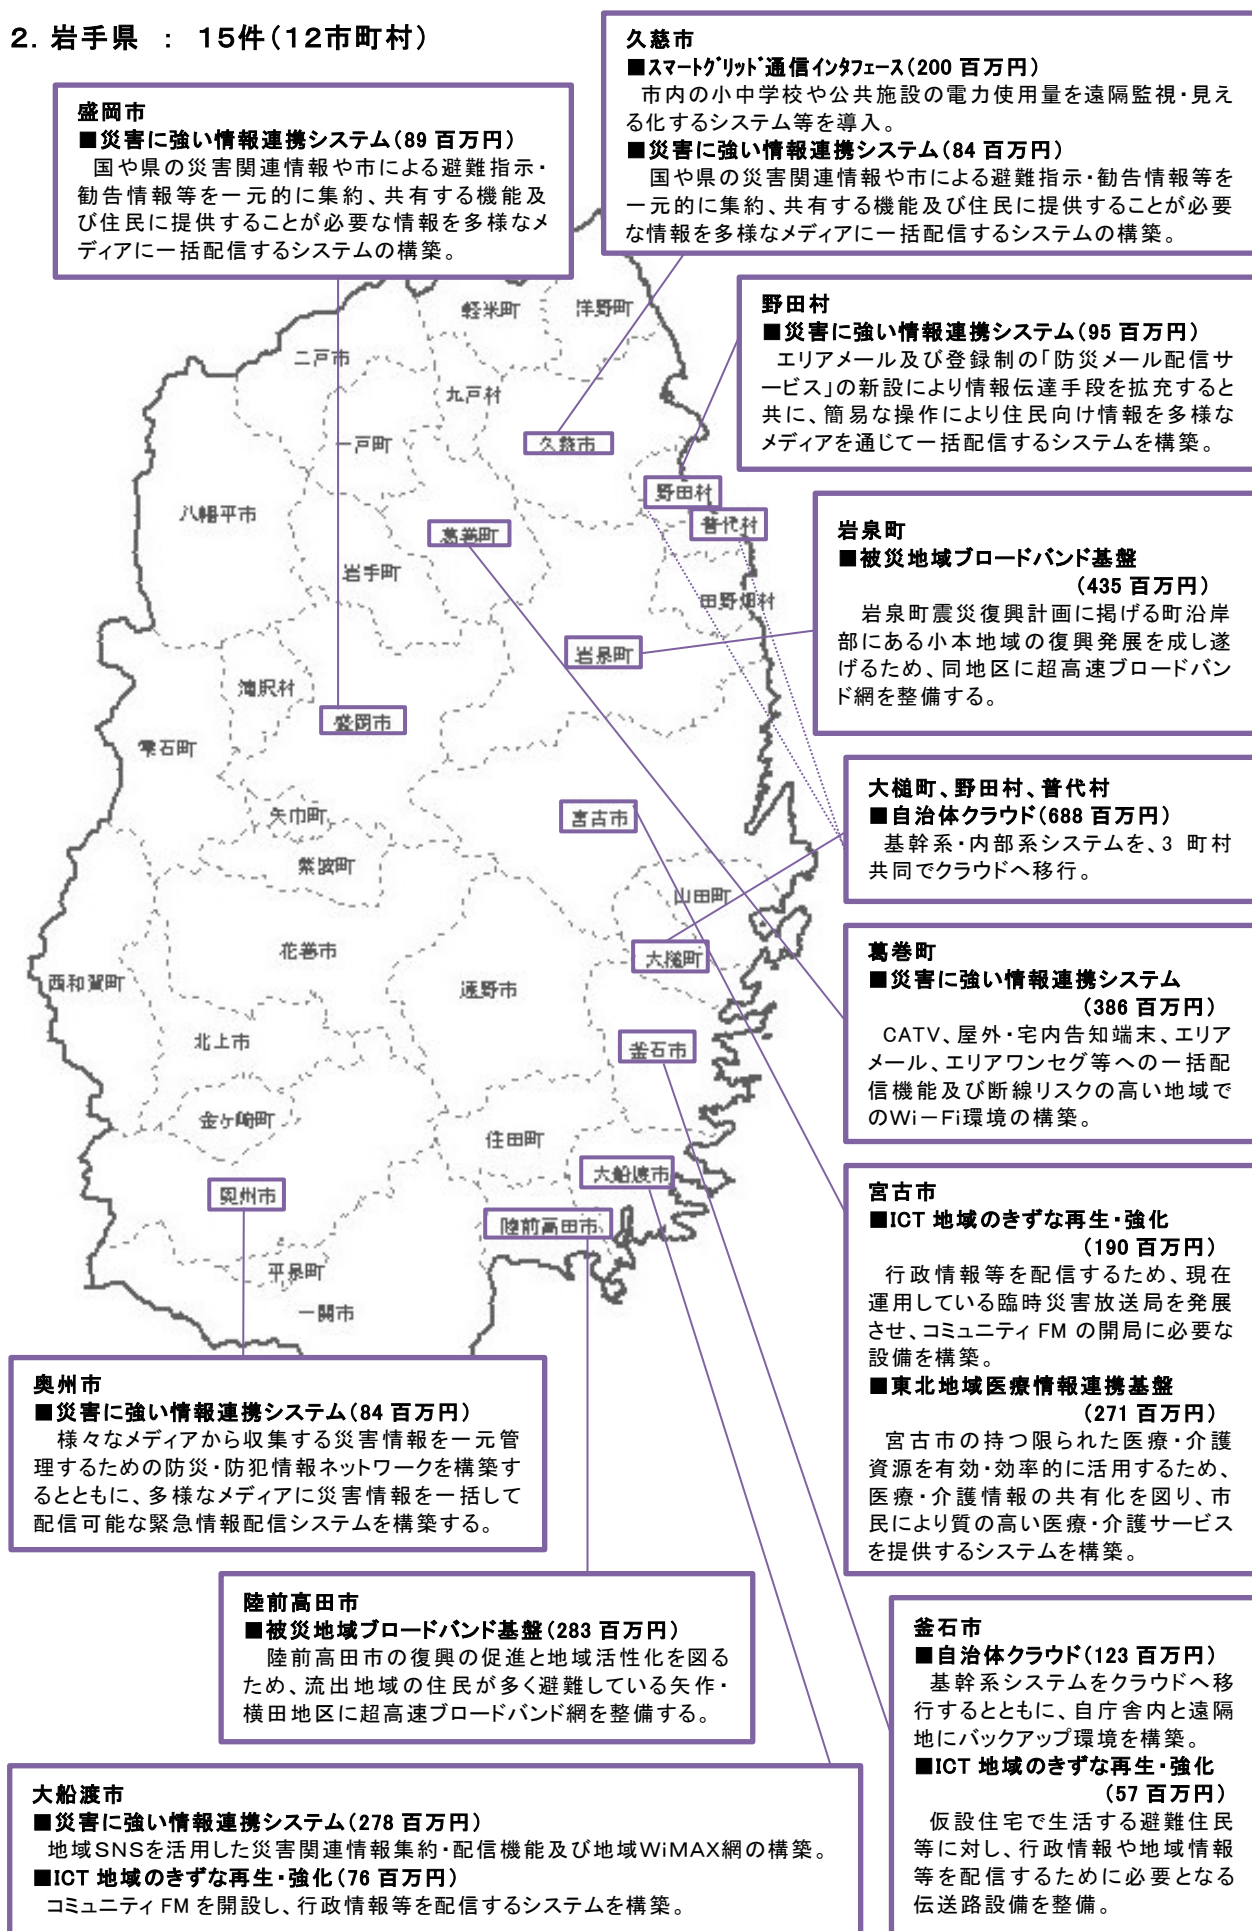 2. 岩手県 ： 15件(12市町村)
久慈市
■スマートグリッド通信インタフェース(200 百万円)
市内の小中学校や公共施設の電力使用量を遠隔監視・見え
る化するシステム等を導入。
■災害に強い情報連携システム(84 百万円)
国や県の災害関連情報や市による避難指示・勧告情報等を
一元的に集約、共有する機能及び住民に提供することが必要
な情報を多様なメディアに一括配信するシステムの構築。
盛岡市
■災害に強い情報連携システム(89 百万円)
国や県の災害関連情報や市による避難指示・
勧告情報等を一元的に集約、共有する機能及
び住民に提供することが必要な情報を多様なメ
ディアに一括配信するシステムの構築。
野田村
■災害に強い情報連携システム(95 百万円)
エリアメール及び登録制の「防災メール配信サ
ービス」の新設により情報伝達手段を拡充すると
共に、簡易な操作により住民向け情報を多様な
メディアを通じて一括配信するシステムを構築。
岩泉町
■被災地域ブロードバンド基盤
(435 百万円)
岩泉町震災復興計画に掲げる町沿岸
部にある小本地域の復興発展を成し遂
げるため、同地区に超高速ブロードバン
ド網を整備する。
大槌町、野田村、普代村
■自治体クラウド(688 百万円)
基幹系・内部系システムを、3 町村
共同でクラウドへ移行。
葛巻町
■災害に強い情報連携システム
(386 百万円)
CATV、屋外・宅内告知端末、エリア
メール、エリアワンセグ等への一括配
信機能及び断線リスクの高い地域で
のWi－Fi環境の構築。
宮古市
■ICT 地域のきずな再生・強化
(190 百万円)
行政情報等を配信するため、現在
運用している臨時災害放送局を発展
させ、コミュニティ FM の開局に必要な
設備を構築。
■東北地域医療情報連携基盤
(271 百万円)
宮古市の持つ限られた医療・介護
資源を有効・効率的に活用するため、
医療・介護情報の共有化を図り、市
民により質の高い医療・介護サービス
を提供するシステムを構築。
軽米町
洋野町
二戸市
九戸村
一戸町
久慈市
八幡平市
野田村
葛巻町
普代村
岩手町
田野畑村
岩泉町
滝沢村
盛岡市
雫石町
矢巾町
宮古市
紫波町
山田町
花巻市
大槌町
西和賀町
遠野市
北上市
釜石市
金ケ崎町
住田町
大船渡市
奥州市
陸前高田市
平泉町
一関市
奥州市
■災害に強い情報連携システム(84 百万円)
様々なメディアから収集する災害情報を一元管
理するための防災・防犯情報ネットワークを構築す
るとともに、多様なメディアに災害情報を一括して
配信可能な緊急情報配信システムを構築する。
陸前高田市
■被災地域ブロードバンド基盤(283 百万円)
陸前高田市の復興の促進と地域活性化を図る
ため、流出地域の住民が多く避難している矢作・
横田地区に超高速ブロードバンド網を整備する。
釜石市
■自治体クラウド(123 百万円)
基幹系システムをクラウドへ移
行するとともに、自庁舎内と遠隔
地にバックアップ環境を構築。
■ICT 地域のきずな再生・強化
(57 百万円)
仮設住宅で生活する避難住民
等に対し、行政情報や地域情報
等を配信するために必要となる
伝送路設備を整備。
大船渡市
■災害に強い情報連携システム(278 百万円)
地域SNSを活用した災害関連情報集約・配信機能及び地域WiMAX網の構築。
■ICT 地域のきずな再生・強化(76 百万円)
コミュニティ FM を開設し、行政情報等を配信するシステムを構築。